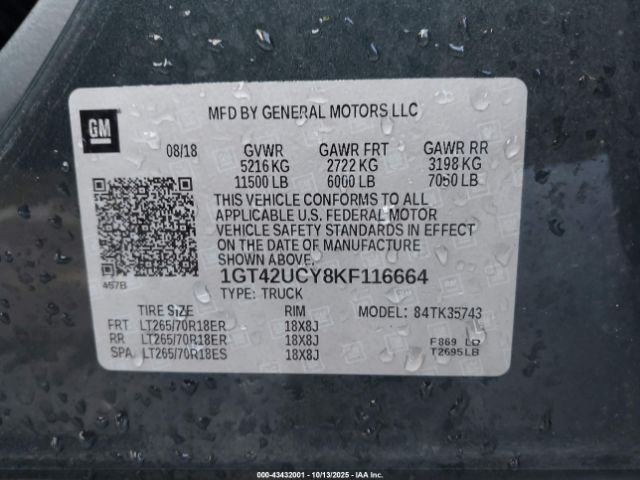 GM
MFD BY GENERAL MOTORS LLC
08/18 GVWR GAWR FRT GAWR RR
5216 KG 2722 KG 3198 KG
11500 LB 6000 LB 7050 LB
THIS VEHICLE CONFORMS TO ALL
APPLICABLE U.S. FEDERAL MOTOR
VEHICLE SAFETY STANDARDS IN EFFECT
ON THE DATE OF MANUFACTURE
SHOWN ABOVE.
457B
1GT42UCY8KF116664
TYPE: TRUCK MODEL: 84TK35743
TIRE SIZE RIM
FRT LT265/70R18ER 18X8J
RR LT265/70R18ER 18X8J
SPA LT265/70R18ES 18X8J
F869 LB
T2695LB
000-43432001 | 10/13/2025 | © IAA, LLC